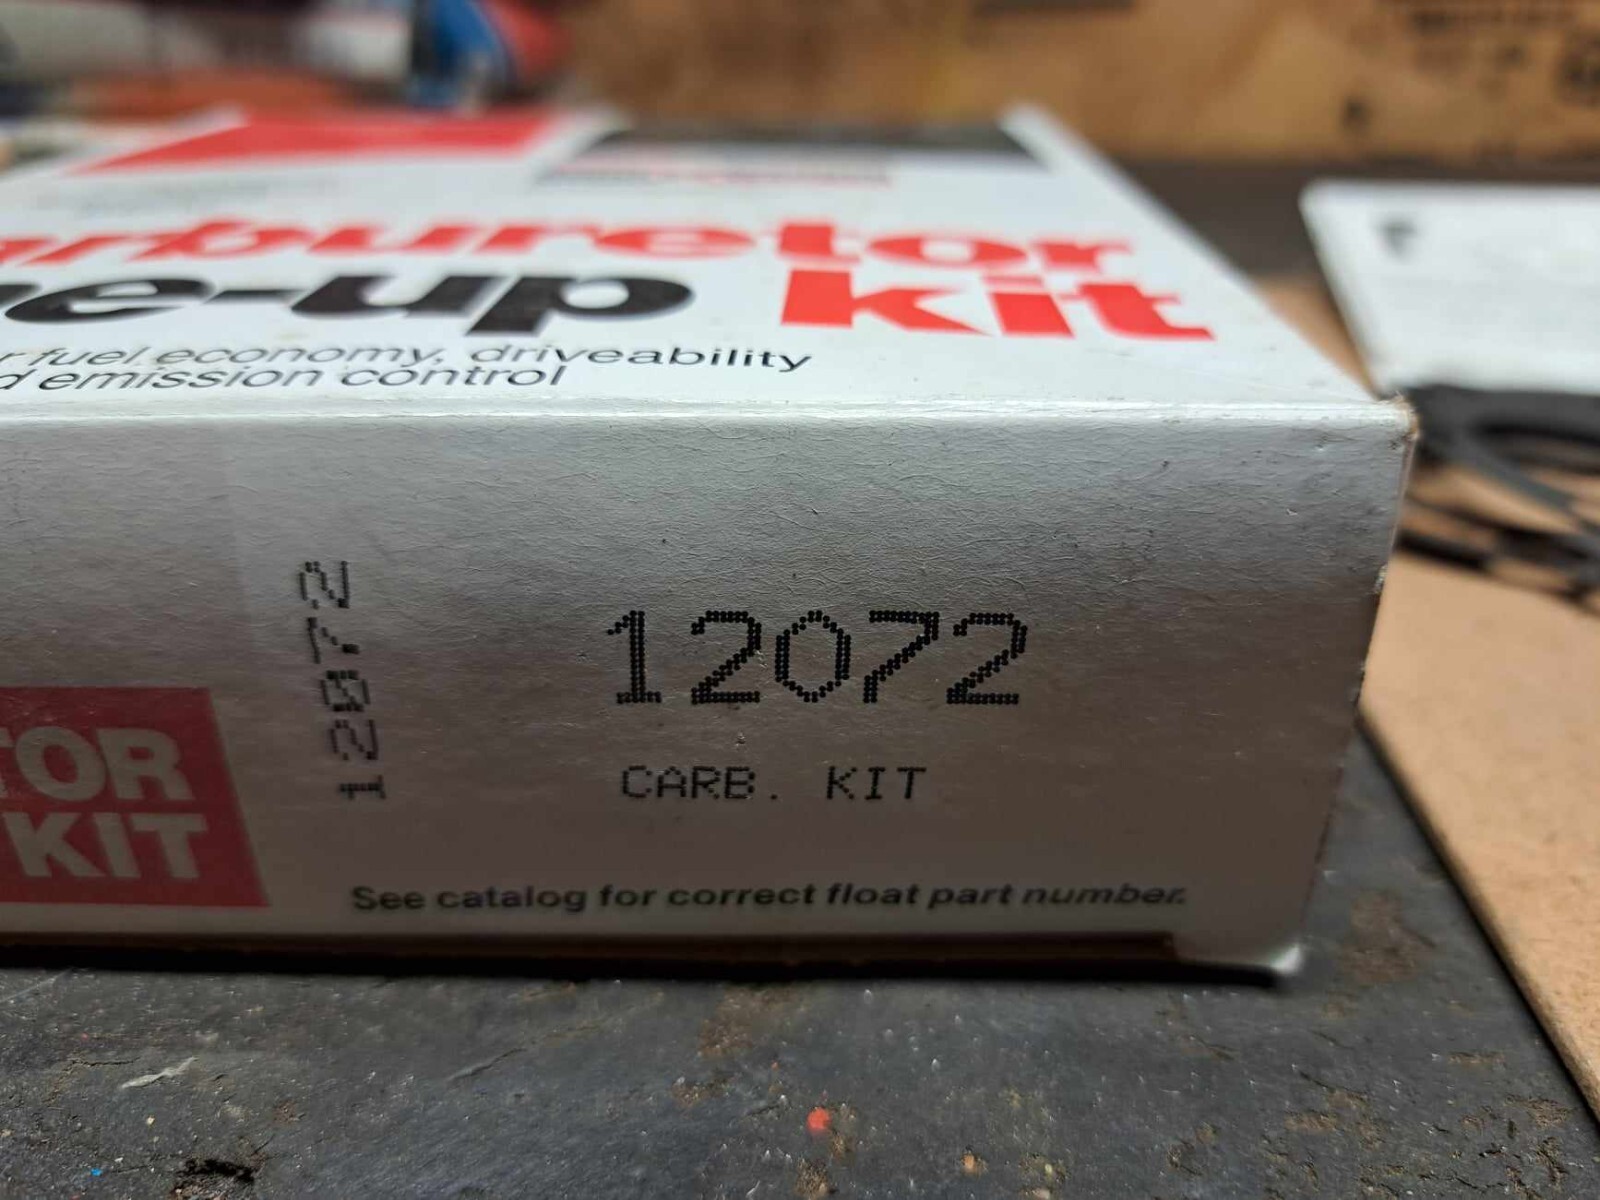 arburetor
e-up kit
r fuel economy, driveability
d emission control
12072
12072
CARB. KIT
TOR
KIT
See catalog for correct float part number.